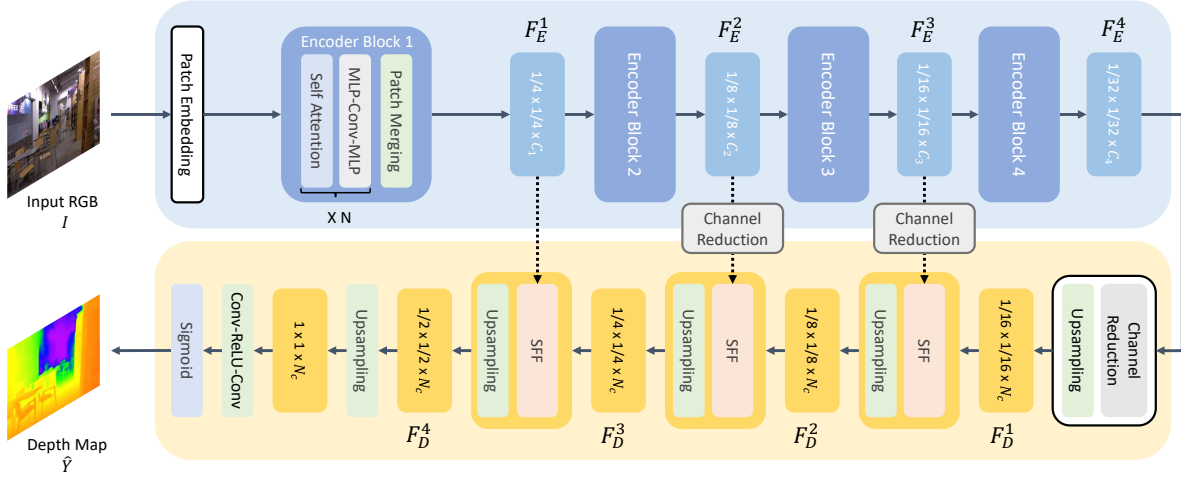 Input RGB
I
Patch Embedding
Encoder Block 1
Self Attention
MLP-Conv-MLP
Patch Merging
X N
F_E^1
1/4 x 1/4 x C_1
Encoder Block 2
F_E^2
1/8 x 1/8 x C_2
Encoder Block 3
F_E^3
1/16 x 1/16 x C_3
Encoder Block 4
F_E^4
1/32 x 1/32 x C_4
Channel
Reduction
Channel
Reduction
Depth Map
Ŷ
Sigmoid
Conv-ReLU-Conv
1 x 1 x N_c
Upsampling
1/2 x 1/2 x N_c
F_D^4
Upsampling
SFF
1/4 x 1/4 x N_c
F_D^3
Upsampling
SFF
1/8 x 1/8 x N_c
F_D^2
Upsampling
SFF
1/16 x 1/16 x N_c
F_D^1
Upsampling
Channel
Reduction